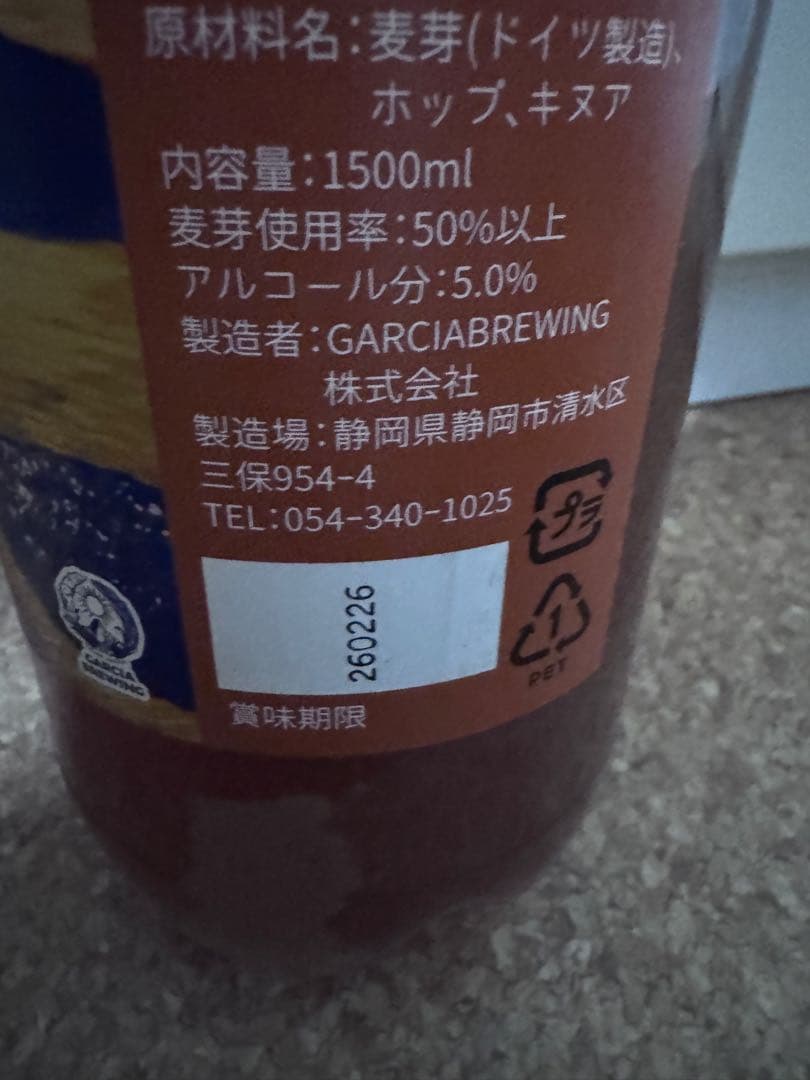 原材料名：麦芽(ドイツ製造)、
ホップ、キヌア
内容量：1500ml
麦芽使用率：50%以上
アルコール分：5.0%
製造者：GARCIABREWING
株式会社
製造場：静岡県静岡市清水区
三保954-4
TEL：054-340-1025
プラ
1
PET
260226
賞味期限
GARCIA
BREWING